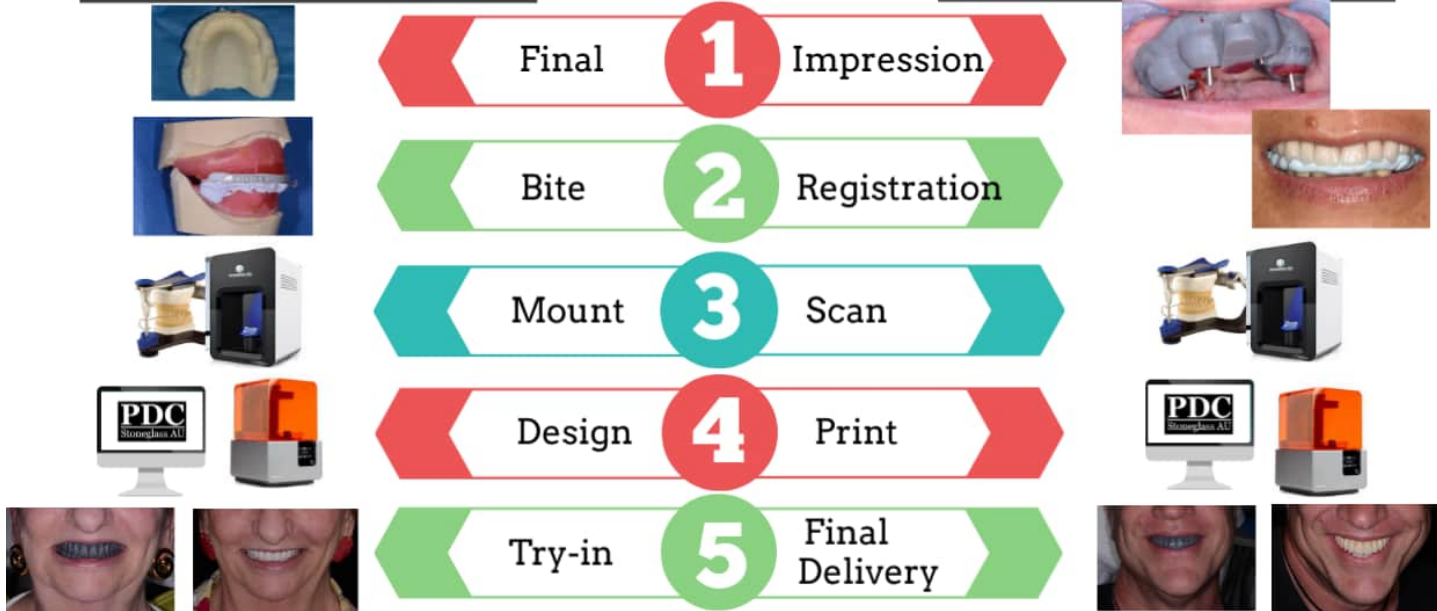 Final 1 Impression
Bite 2 Registration
Mount 3 Scan
PDC
Stoneglass AU
Design 4 Print
PDC
Stoneglass AU
Try-in 5 Final
Delivery